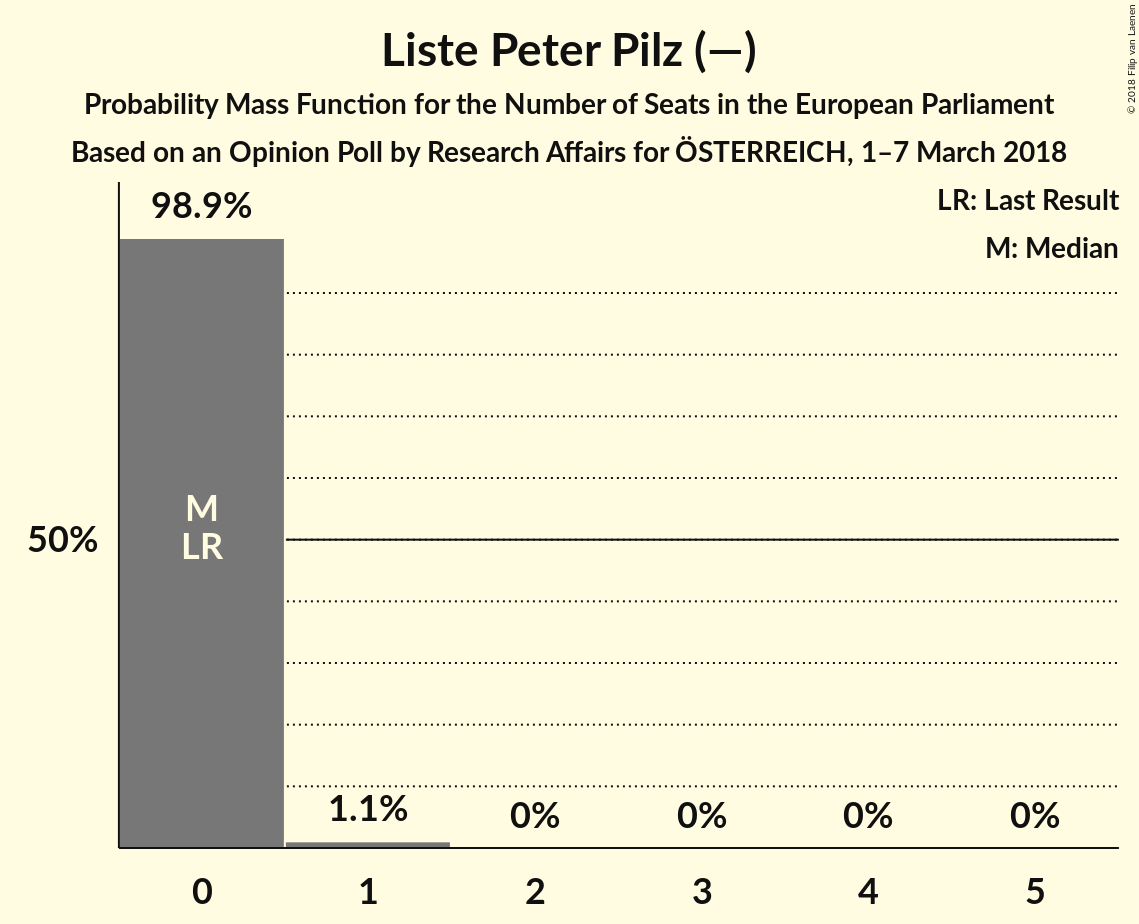 Liste Peter Pilz (—)
Probability Mass Function for the Number of Seats in the European Parliament
Based on an Opinion Poll by Research Affairs for ÖSTERREICH, 1–7 March 2018
© 2018 Filip van Laenen
LR: Last Result
M: Median
98.9%
M
LR
50%
1.1%
0%
0%
0%
0%
0
1
2
3
4
5